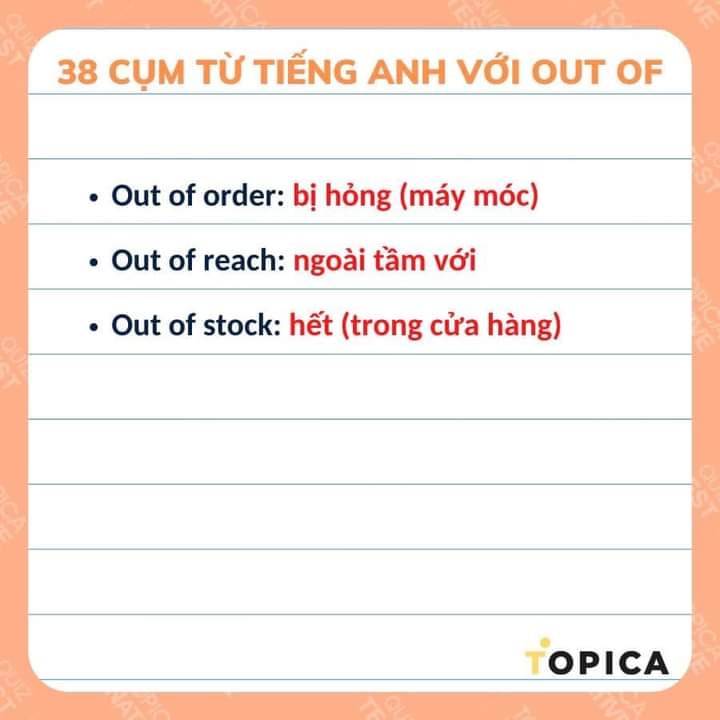 38 CỤM TỪ TIẾNG ANH VỚI OUT OF
• Out of order: bị hỏng (máy móc)
• Out of reach: ngoài tầm với
• Out of stock: hết (trong cửa hàng)
TOPICA